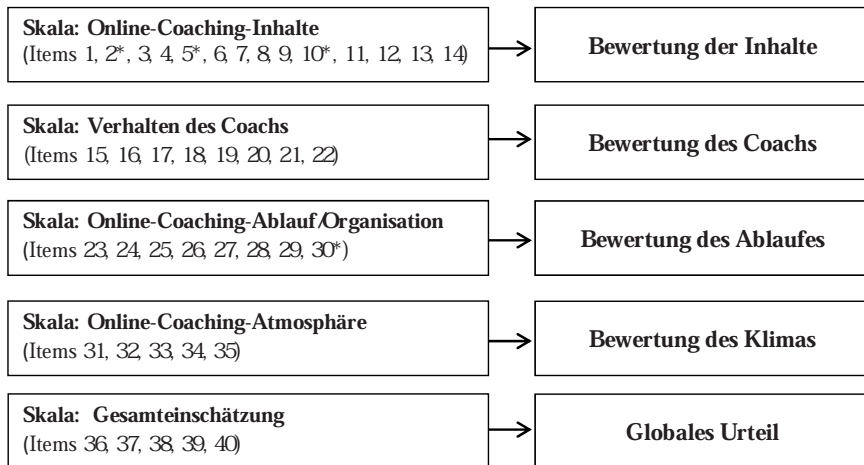 Skala: Online-Coaching-Inhalte
(Items 1, 2*, 3, 4, 5*, 6, 7, 8, 9, 10*, 11, 12, 13, 14)
Bewertung der Inhalte
Skala: Verhalten des Coachs
(Items 15, 16, 17, 18, 19, 20, 21, 22)
Bewertung des Coachs
Skala: Online-Coaching-Ablauf/Organisation
(Items 23, 24, 25, 26, 27, 28, 29, 30*)
Bewertung des Ablaufes
Skala: Online-Coaching-Atmosphäre
(Items 31, 32, 33, 34, 35)
Bewertung des Klimas
Skala: Gesamteinschätzung
(Items 36, 37, 38, 39, 40)
Globales Urteil